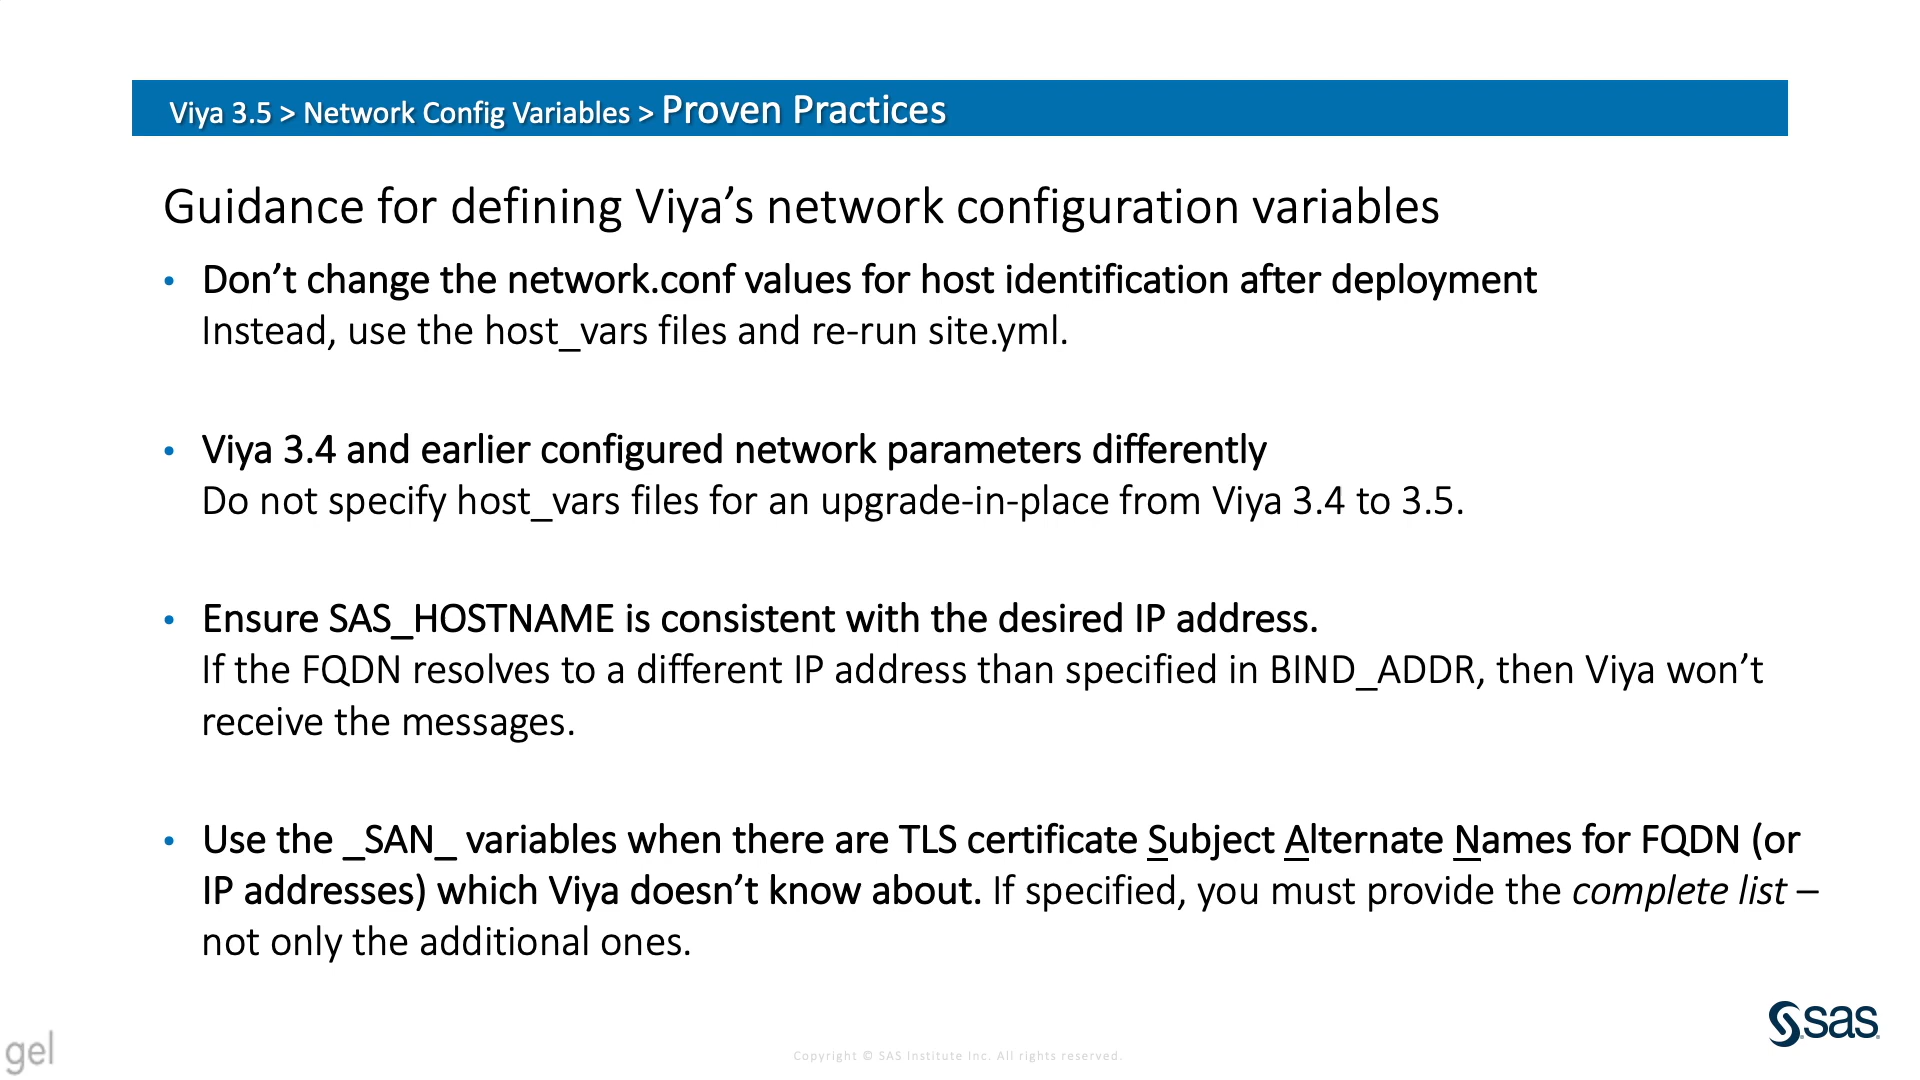 Viya 3.5 > Network Config Variables > Proven Practices
Guidance for defining Viya’s network configuration variables
• Don’t change the network.conf values for host identification after deployment
Instead, use the host_vars files and re-run site.yml.
• Viya 3.4 and earlier configured network parameters differently
Do not specify host_vars files for an upgrade-in-place from Viya 3.4 to 3.5.
• Ensure SAS_HOSTNAME is consistent with the desired IP address.
If the FQDN resolves to a different IP address than specified in BIND_ADDR, then Viya won’t
receive the messages.
• Use the _SAN_ variables when there are TLS certificate Subject Alternate Names for FQDN (or
IP addresses) which Viya doesn’t know about. If specified, you must provide the complete list –
not only the additional ones.
sas
gel
Copyright © SAS Institute Inc. All rights reserved.